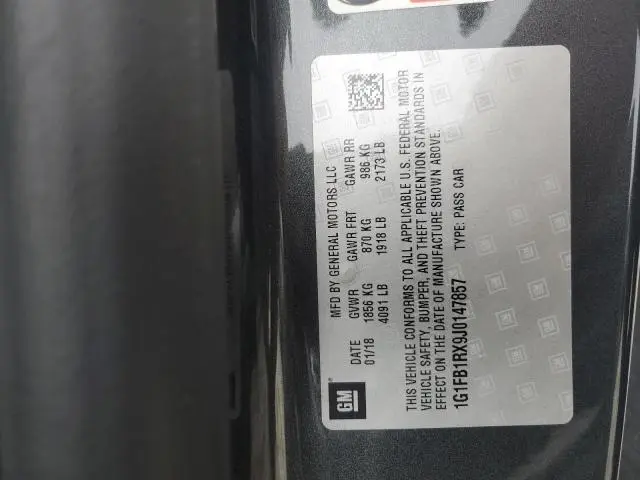 MFD BY GENERAL MOTORS LLC
DATE GVWR GAWR FRT GAWR RR
01/18 1856 KG 870 KG 986 KG
4091 LB 1918 LB 2173 LB
THIS VEHICLE CONFORMS TO ALL APPLICABLE U.S. FEDERAL MOTOR
VEHICLE SAFETY, BUMPER, AND THEFT PREVENTION STANDARDS IN
EFFECT ON DATE OF MANUFACTURE SHOWN ABOVE.
1G1FB1RX9J0147857 TYPE: PASS CAR
GM